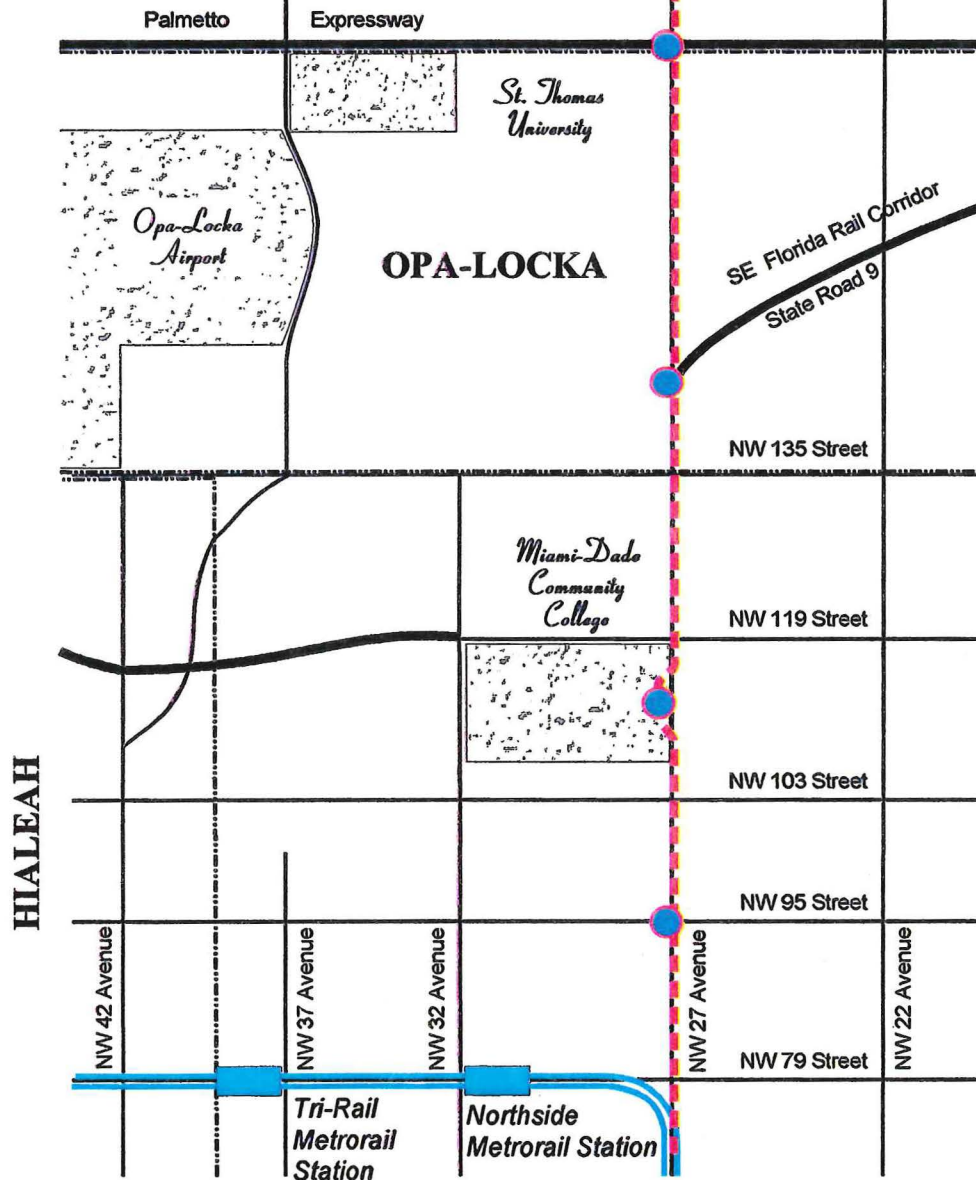 Palmetto Expressway
St. Thomas
University
Opa-Locka
Airport
OPA-LOCKA
SE Florida Rail Corridor
State Road 9
NW 135 Street
Miami-Dade
Community
College
NW 119 Street
NW 103 Street
HIALEAH
NW 95 Street
NW 42 Avenue
NW 37 Avenue
NW 32 Avenue
NW 27 Avenue
NW 22 Avenue
NW 79 Street
Tri-Rail
Metrorail
Station
Northside
Metrorail Station